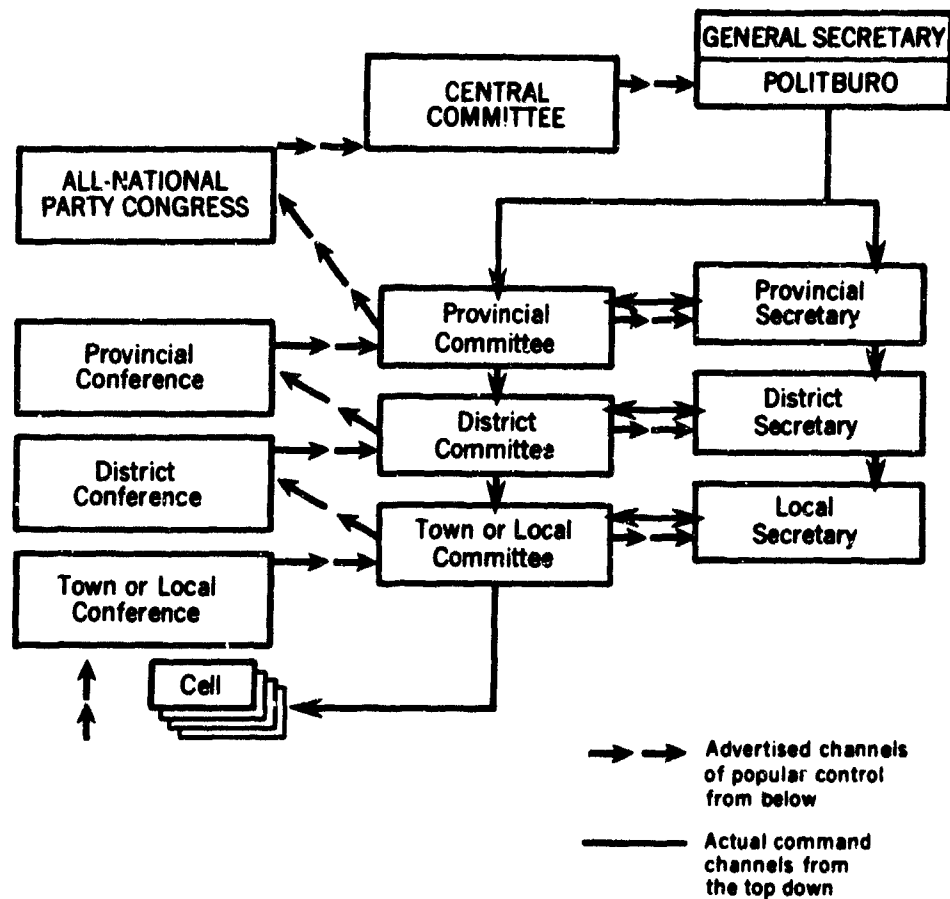 GENERAL SECRETARY
POLITBURO
CENTRAL
COMMITTEE
ALL-NATIONAL
PARTY CONGRESS
Provincial
Committee
Provincial
Secretary
Provincial
Conference
District
Committee
District
Secretary
District
Conference
Town or Local
Committee
Local
Secretary
Town or Local
Conference
Cell
Advertised channels
of popular control
from below
Actual command
channels from
the top down